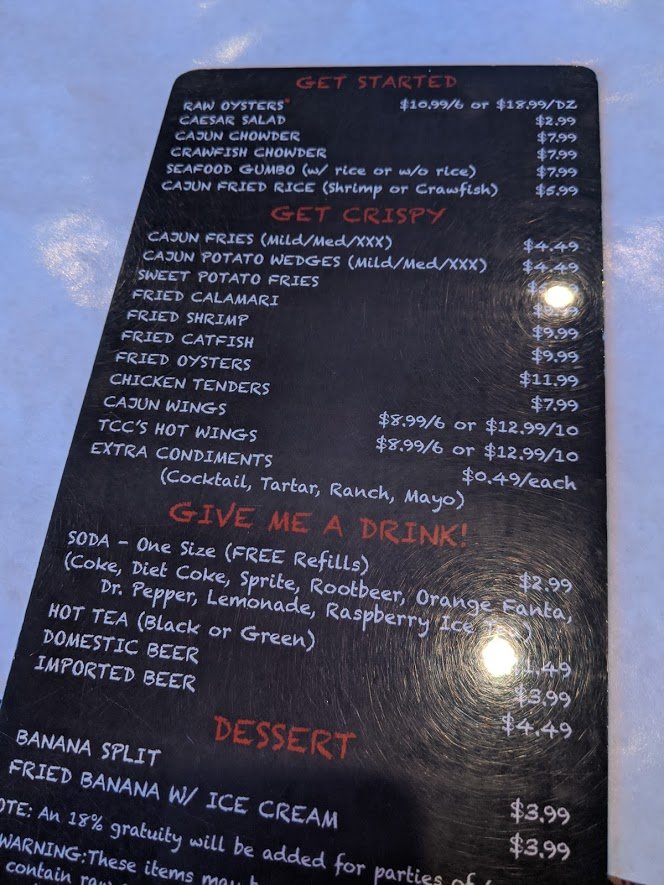 GET STARTED
RAW OYSTERS* $10.99/6 or $18.99/DZ
CAESAR SALAD $2.99
CAJUN CHOWDER $7.99
CRAWFISH CHOWDER $7.99
SEAFOOD GUMBO (w/ rice or w/o rice) $7.99
CAJUN FRIED RICE (Shrimp or Crawfish) $5.99
GET CRISPY
CAJUN FRIES (Mild/Med/XXX) $4.49
CAJUN POTATO WEDGES (Mild/Med/XXX) $4.49
SWEET POTATO FRIES
FRIED CALAMARI
FRIED SHRIMP $9.99
FRIED CATFISH $9.99
FRIED OYSTERS $11.99
CHICKEN TENDERS $7.99
CAJUN WINGS $8.99/6 or $12.99/10
TCC'S HOT WINGS $8.99/6 or $12.99/10
EXTRA CONDIMENTS $0.49/each
(Cocktail, Tartar, Ranch, Mayo)
GIVE ME A DRINK!
SODA - One Size (FREE Refills) $2.99
(Coke, Diet Coke, Sprite, Rootbeer, Orange Fanta,
Dr. Pepper, Lemonade, Raspberry Ice
HOT TEA (Black or Green) 1.49
DOMESTIC BEER $3.99
IMPORTED BEER $4.49
DESSERT
BANANA SPLIT $3.99
FRIED BANANA W/ ICE CREAM $3.99
OTE: An 18% gratuity will be added for parties of
WARNING:These items may
contain raw